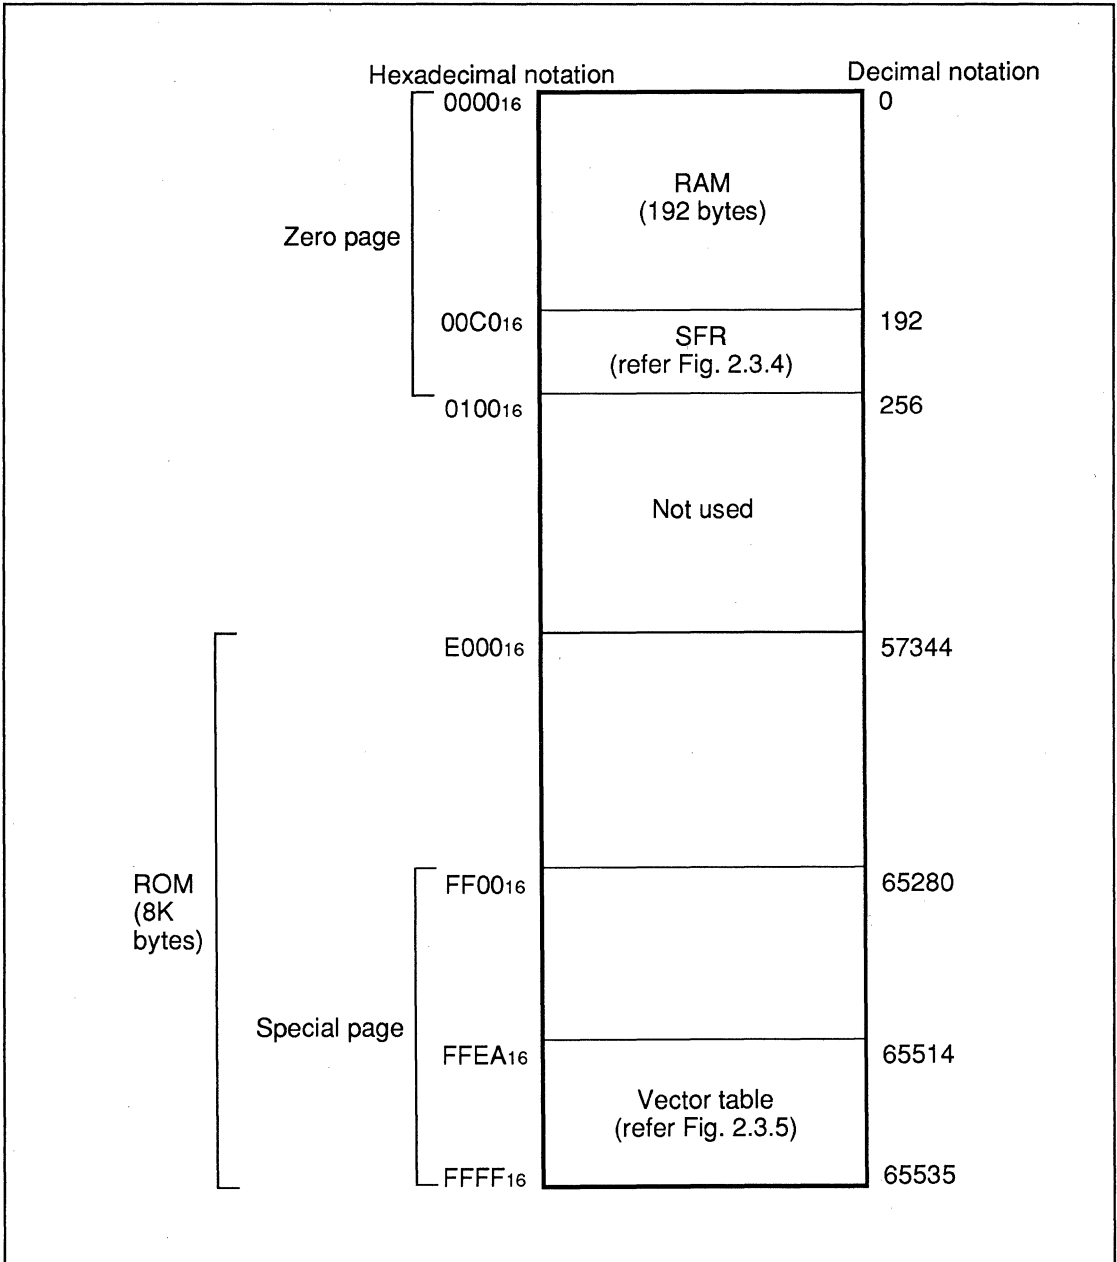 Hexadecimal notation
Decimal notation
0000₁₆
0
RAM
(192 bytes)
Zero page
00C0₁₆
192
SFR
(refer Fig. 2.3.4)
0100₁₆
256
Not used
E000₁₆
57344
ROM
(8K
bytes)
FF00₁₆
65280
Special page
FFEA₁₆
65514
Vector table
(refer Fig. 2.3.5)
FFFF₁₆
65535